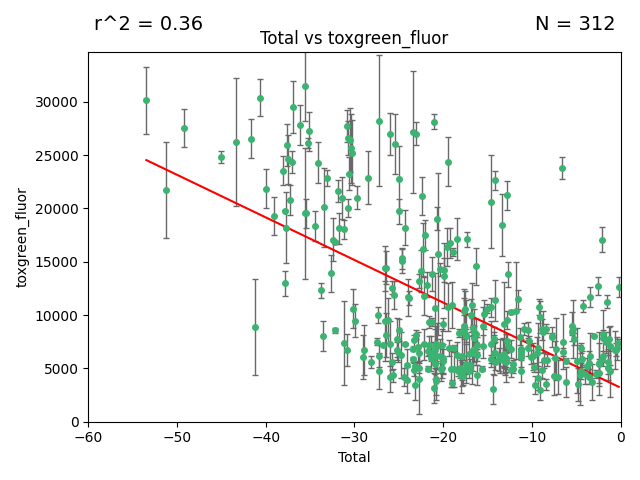 r^2 = 0.36
N = 312
Total vs toxgreen_fluor
30000
25000
20000
15000
10000
5000
0
toxgreen_fluor
−60
−50
−40
−30
−20
−10
0
Total